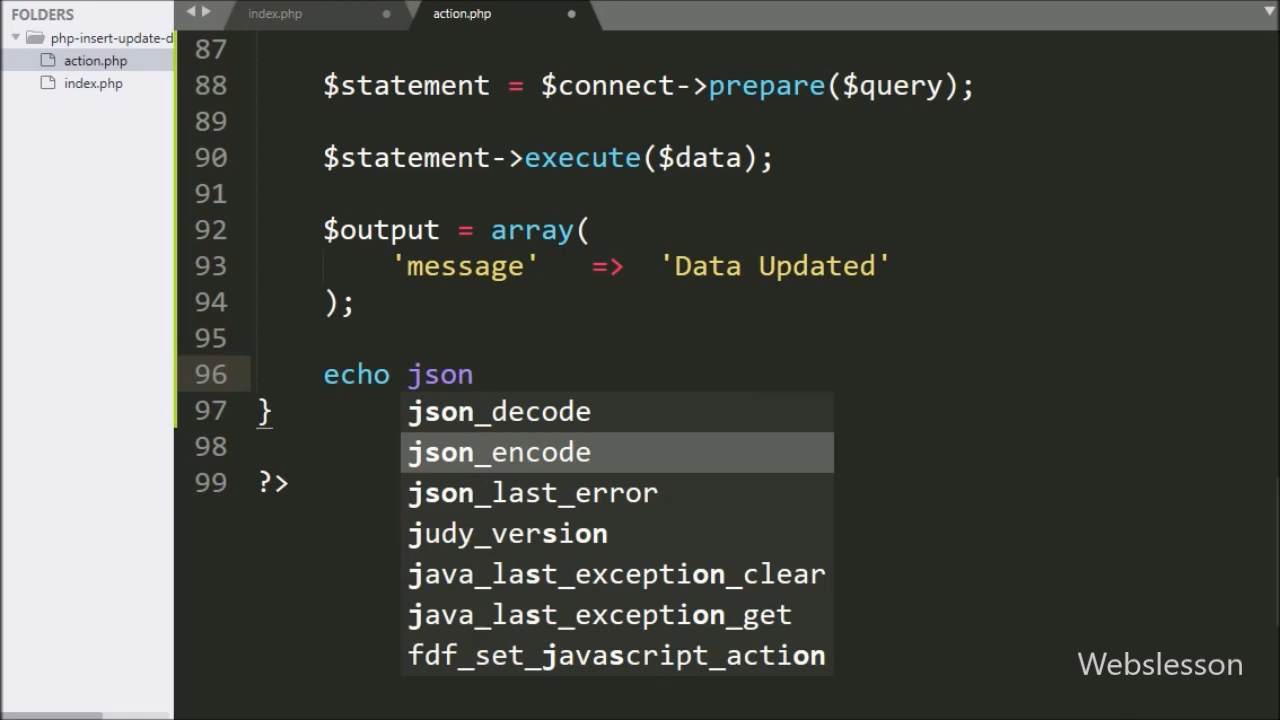 FOLDERS
php-insert-update-d
action.php
index.php
index.php
action.php
87
88 $statement = $connect->prepare($query);
89
90 $statement->execute($data);
91
92 $output = array(
93 'message' => 'Data Updated'
94 );
95
96 echo json
97 }
98
99 ?>
json_decode
json_encode
json_last_error
judy_version
java_last_exception_clear
java_last_exception_get
fdf_set_javascript_action
Webslesson